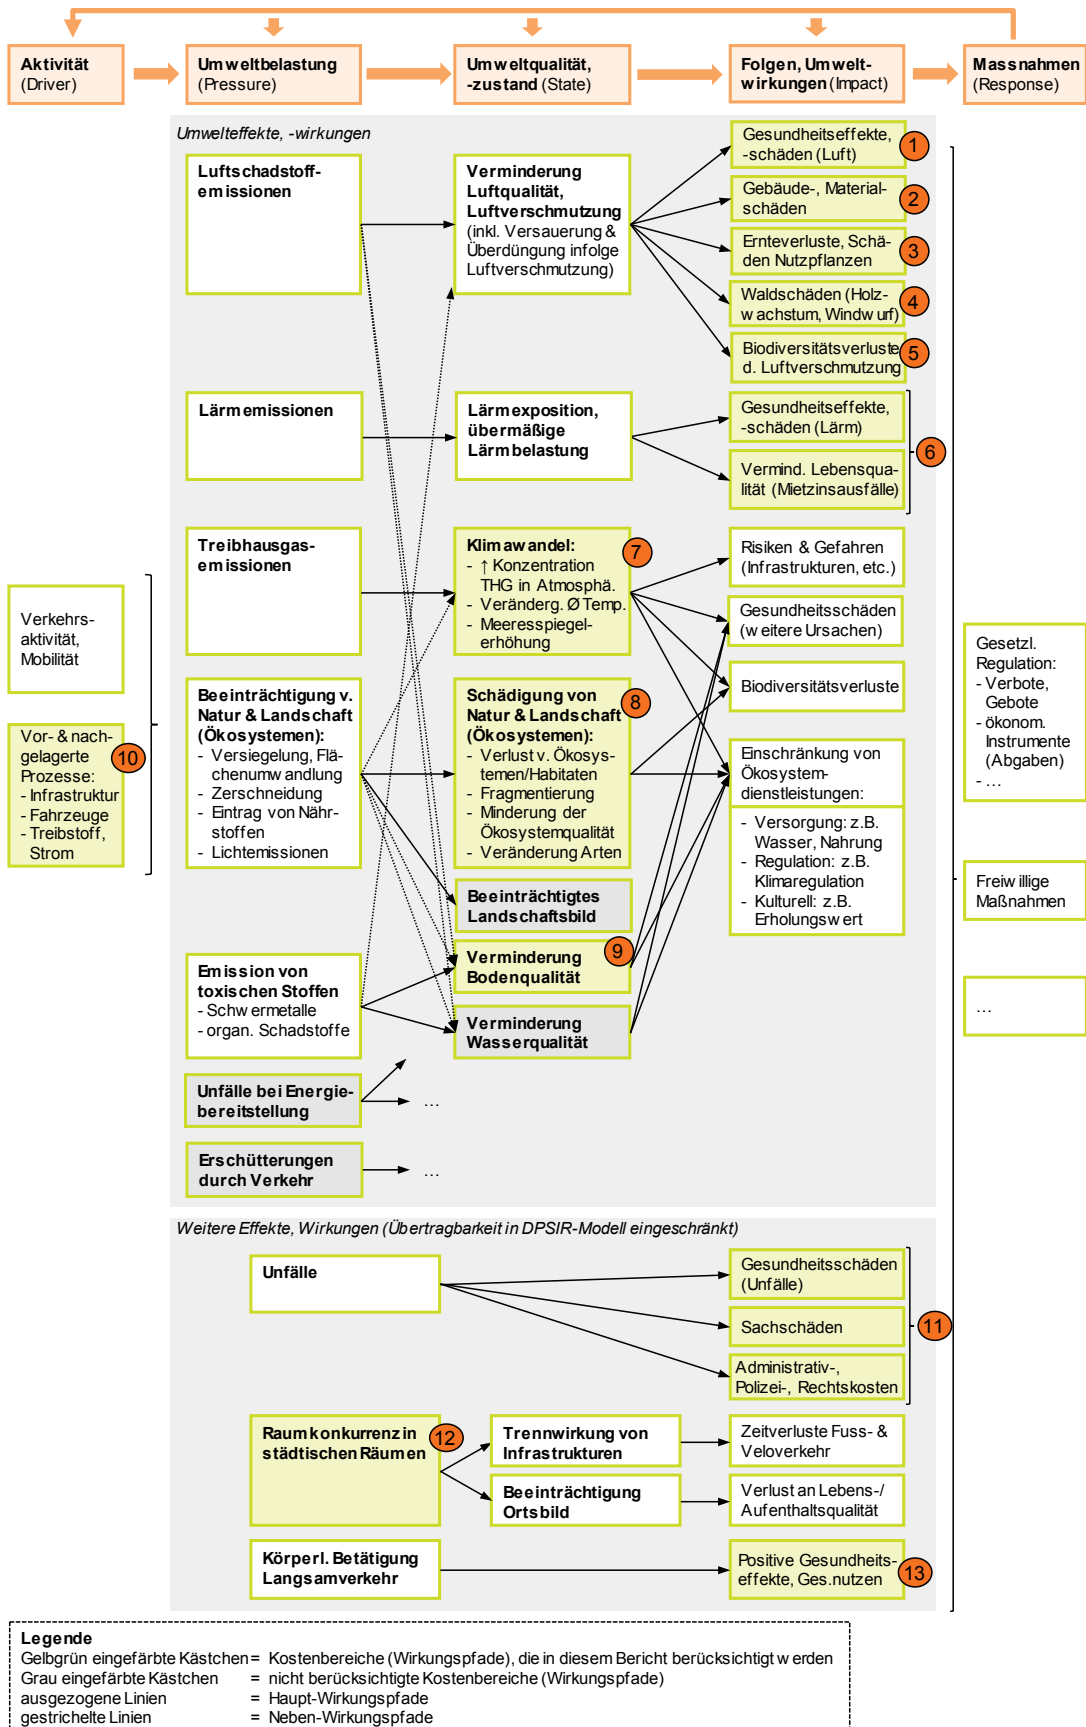 Aktivität
(Driver)
Umweltbelastung
(Pressure)
Umweltqualität,
-zustand (State)
Folgen, Umwelt-
wirkungen (Impact)
Massnahmen
(Response)
Umwelteffekte, -wirkungen
Luftschadstoff-
emissionen
Verminderung
Luftqualität,
Luftverschmutzung
(inkl. Versauerung &
Überdüngung infolge
Luftverschmutzung)
Gesundheitseffekte,
-schäden (Luft)
1
Gebäude-, Material-
schäden
2
Ernteverluste, Schä-
den Nutzpflanzen
3
Waldschäden (Holz-
wachstum, Windwurf)
4
Biodiversitätsverluste
d. Luftverschmutzung
5
Lärmemissionen
Lärmexposition,
übermäßige
Lärmbelastung
Gesundheitseffekte,
-schäden (Lärm)
Vermind. Lebensqua-
lität (Mietzinsausfälle)
6
Treibhausgas-
emissionen
Klimawandel:
- ↑ Konzentration
THG in Atmosphä.
- Veränderg. Ø Temp.
- Meeresspiegel-
erhöhung
7
Risiken & Gefahren
(Infrastrukturen, etc.)
Gesundheitsschäden
(weitere Ursachen)
Biodiversitätsverluste
Verkehrs-
aktivität,
Mobilität
Vor- & nach-
gelagerte
Prozesse:
- Infrastruktur
- Fahrzeuge
- Treibstoff,
Strom
10
Beeinträchtigung v.
Natur & Landschaft
(Ökosystemen):
- Versiegelung, Flä-
chenumwandlung
- Zerschneidung
- Eintrag von Nähr-
stoffen
- Lichtemissionen
Schädigung von
Natur & Landschaft
(Ökosystemen):
- Verlust v. Ökosys-
temen/Habitaten
- Fragmentierung
- Minderung der
Ökosystemqualität
- Veränderung Arten
8
Einschränkung von
Ökosystem-
dienstleistungen:
- Versorgung: z.B.
Wasser, Nahrung
- Regulation: z.B.
Klimaregulation
- Kulturell: z.B.
Erholungswert
Gesetzl.
Regulation:
- Verbote,
Gebote
- ökonom.
Instrumente
(Abgaben)
- …
Beeinträchtigtes
Landschaftsbild
Freiwillige
Maßnahmen
Verminderung
Bodenqualität
9
Emission von
toxischen Stoffen
- Schwermetalle
- organ. Schadstoffe
Verminderung
Wasserqualität
…
Unfälle bei Energie-
bereitstellung
…
Erschütterungen
durch Verkehr
…
Weitere Effekte, Wirkungen (Übertragbarkeit in DPSIR-Modell eingeschränkt)
Unfälle
Gesundheitsschäden
(Unfälle)
Sachschäden
Administrativ-,
Polizei-, Rechtskosten
11
Raumkonkurrenz in
städtischen Räumen
12
Trennwirkung von
Infrastrukturen
Zeitverluste Fuss- &
Veloverkehr
Beeinträchtigung
Ortsbild
Verlust an Lebens-/
Aufenthaltsqualität
Körperl. Betätigung
Langsamverkehr
Positive Gesundheits-
effekte, Ges.nutzen
13
Legende
Gelbgrün eingefärbte Kästchen = Kostenbereiche (Wirkungspfade), die in diesem Bericht berücksichtigt werden
Grau eingefärbte Kästchen = nicht berücksichtigte Kostenbereiche (Wirkungspfade)
ausgezogene Linien = Haupt-Wirkungspfade
gestrichelte Linien = Neben-Wirkungspfade